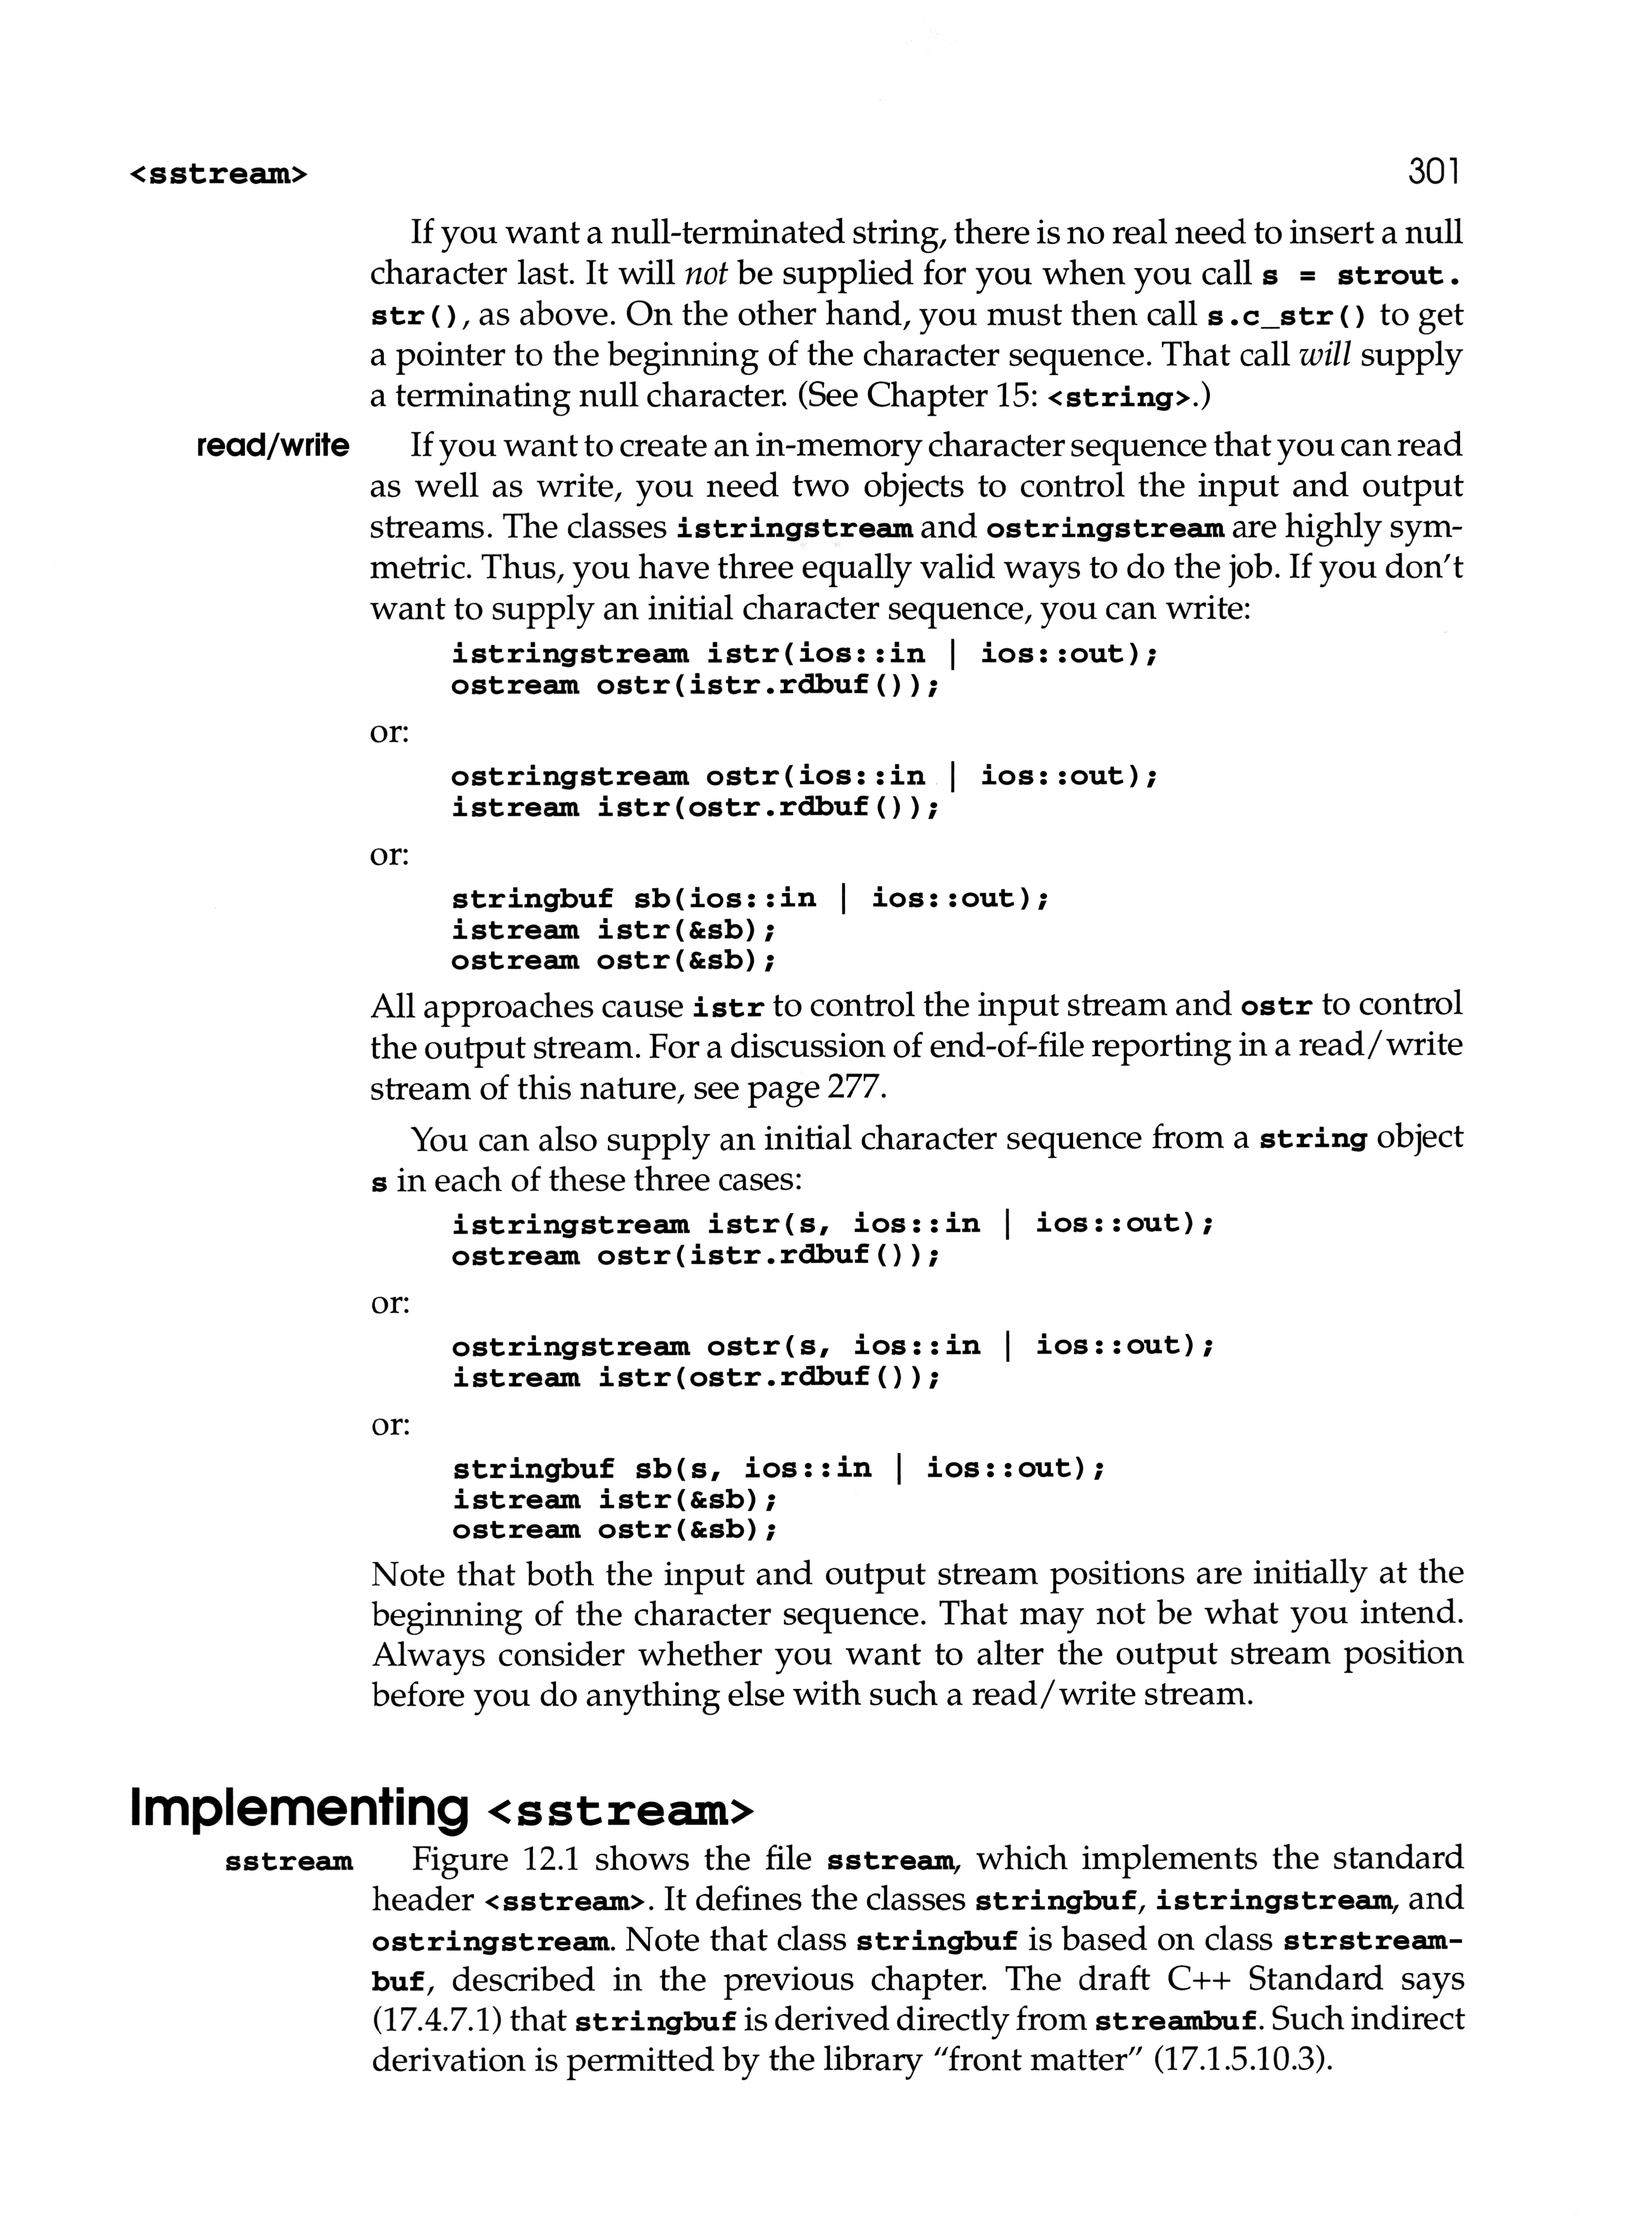 <sstream> 301
If you want a null-terminated string, there is no real need to insert a null
character last. It will not be supplied for you when you call s = strout.
str(), as above. On the other hand, you must then call s.c_str() to get
a pointer to the beginning of the character sequence. That call will supply
a terminating null character. (See Chapter 15: <string>.)
read/write If you want to create an in-memory character sequence that you can read
as well as write, you need two objects to control the input and output
streams. The classes istringstream and ostringstream are highly sym-
metric. Thus, you have three equally valid ways to do the job. If you don't
want to supply an initial character sequence, you can write:
istringstream istr(ios::in | ios::out);
ostream ostr(istr.rdbuf());
or:
ostringstream ostr(ios::in | ios::out);
istream istr(ostr.rdbuf());
or:
stringbuf sb(ios::in | ios::out);
istream istr(&sb);
ostream ostr(&sb);
All approaches cause istr to control the input stream and ostr to control
the output stream. For a discussion of end-of-file reporting in a read/write
stream of this nature, see page 277.
You can also supply an initial character sequence from a string object
s in each of these three cases:
istringstream istr(s, ios::in | ios::out);
ostream ostr(istr.rdbuf());
or:
ostringstream ostr(s, ios::in | ios::out);
istream istr(ostr.rdbuf());
or:
stringbuf sb(s, ios::in | ios::out);
istream istr(&sb);
ostream ostr(&sb);
Note that both the input and output stream positions are initially at the
beginning of the character sequence. That may not be what you intend.
Always consider whether you want to alter the output stream position
before you do anything else with such a read/write stream.
Implementing <sstream>
sstream Figure 12.1 shows the file sstream, which implements the standard
header <sstream>. It defines the classes stringbuf, istringstream, and
ostringstream. Note that class stringbuf is based on class strstream-
buf, described in the previous chapter. The draft C++ Standard says
(17.4.7.1) that stringbuf is derived directly from streambuf. Such indirect
derivation is permitted by the library "front matter" (17.1.5.10.3).